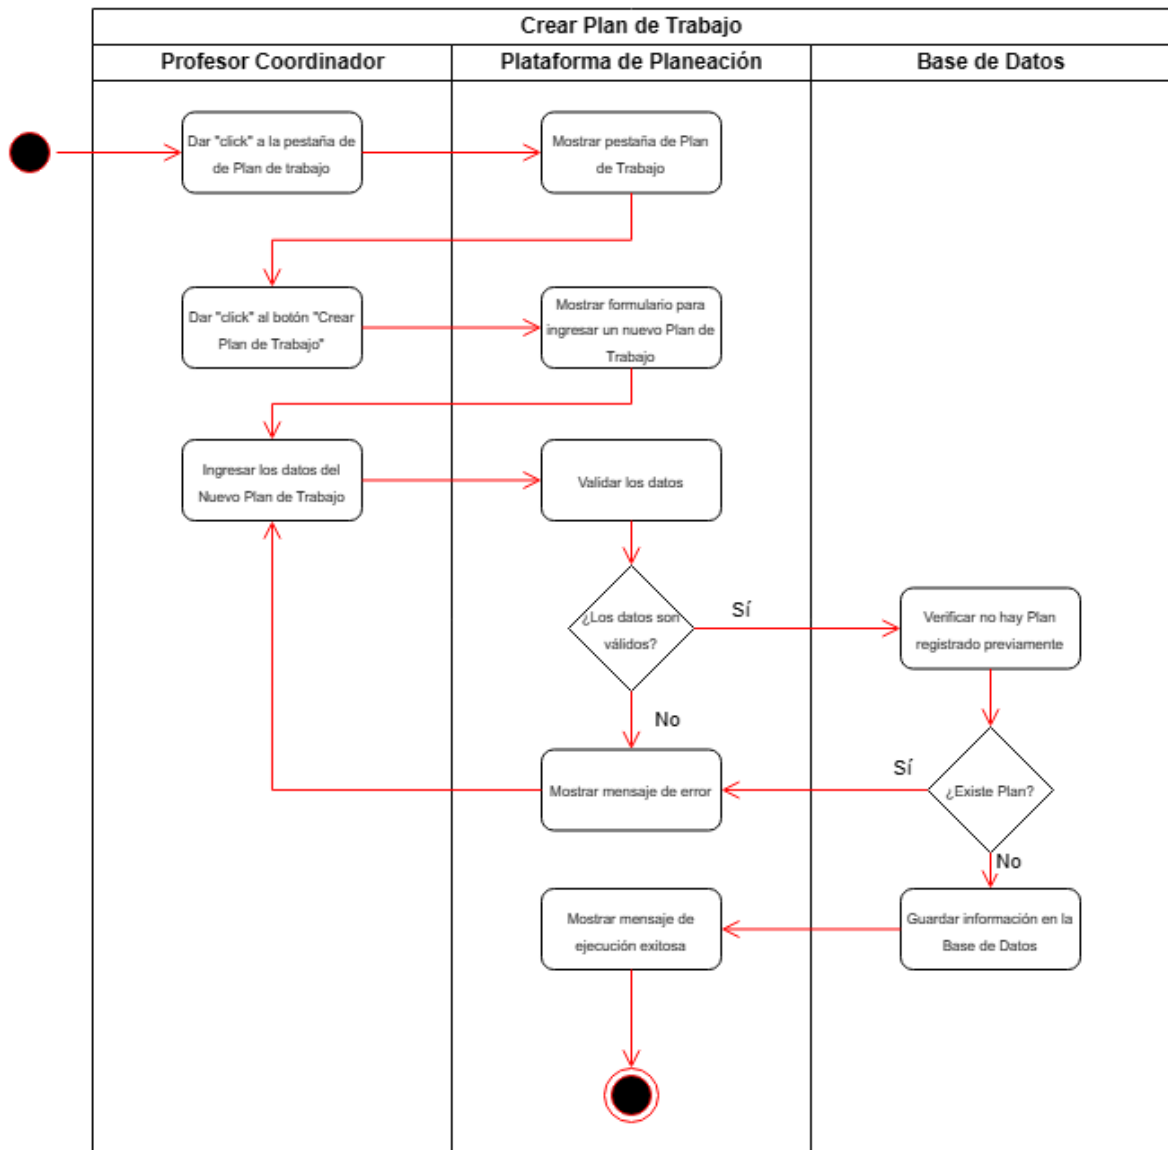 Crear Plan de Trabajo
Profesor Coordinador
Plataforma de Planeación
Base de Datos
Dar "click" a la pestaña de
de Plan de trabajo
Mostrar pestaña de Plan
de Trabajo
Dar "click" al botón "Crear
Plan de Trabajo"
Mostrar formulario para
ingresar un nuevo Plan de
Trabajo
Ingresar los datos del
Nuevo Plan de Trabajo
Validar los datos
¿Los datos son
válidos?
Sí
Verificar no hay Plan
registrado previamente
No
Mostrar mensaje de error
Sí
¿Existe Plan?
No
Mostrar mensaje de
ejecución exitosa
Guardar información en la
Base de Datos